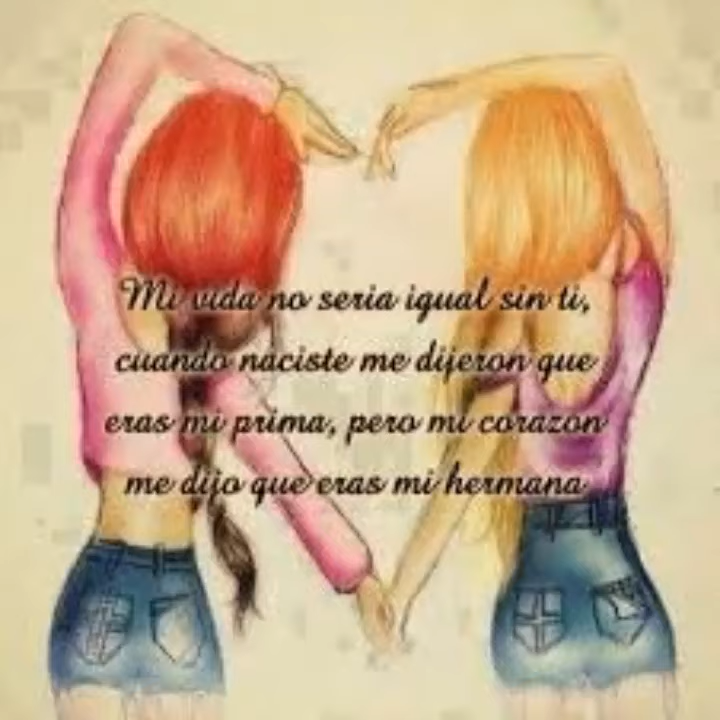 Mi vida no seria igual sin ti,
cuando naciste me dijeron que
eras mi prima, pero mi corazon
me dijo que eras mi hermana